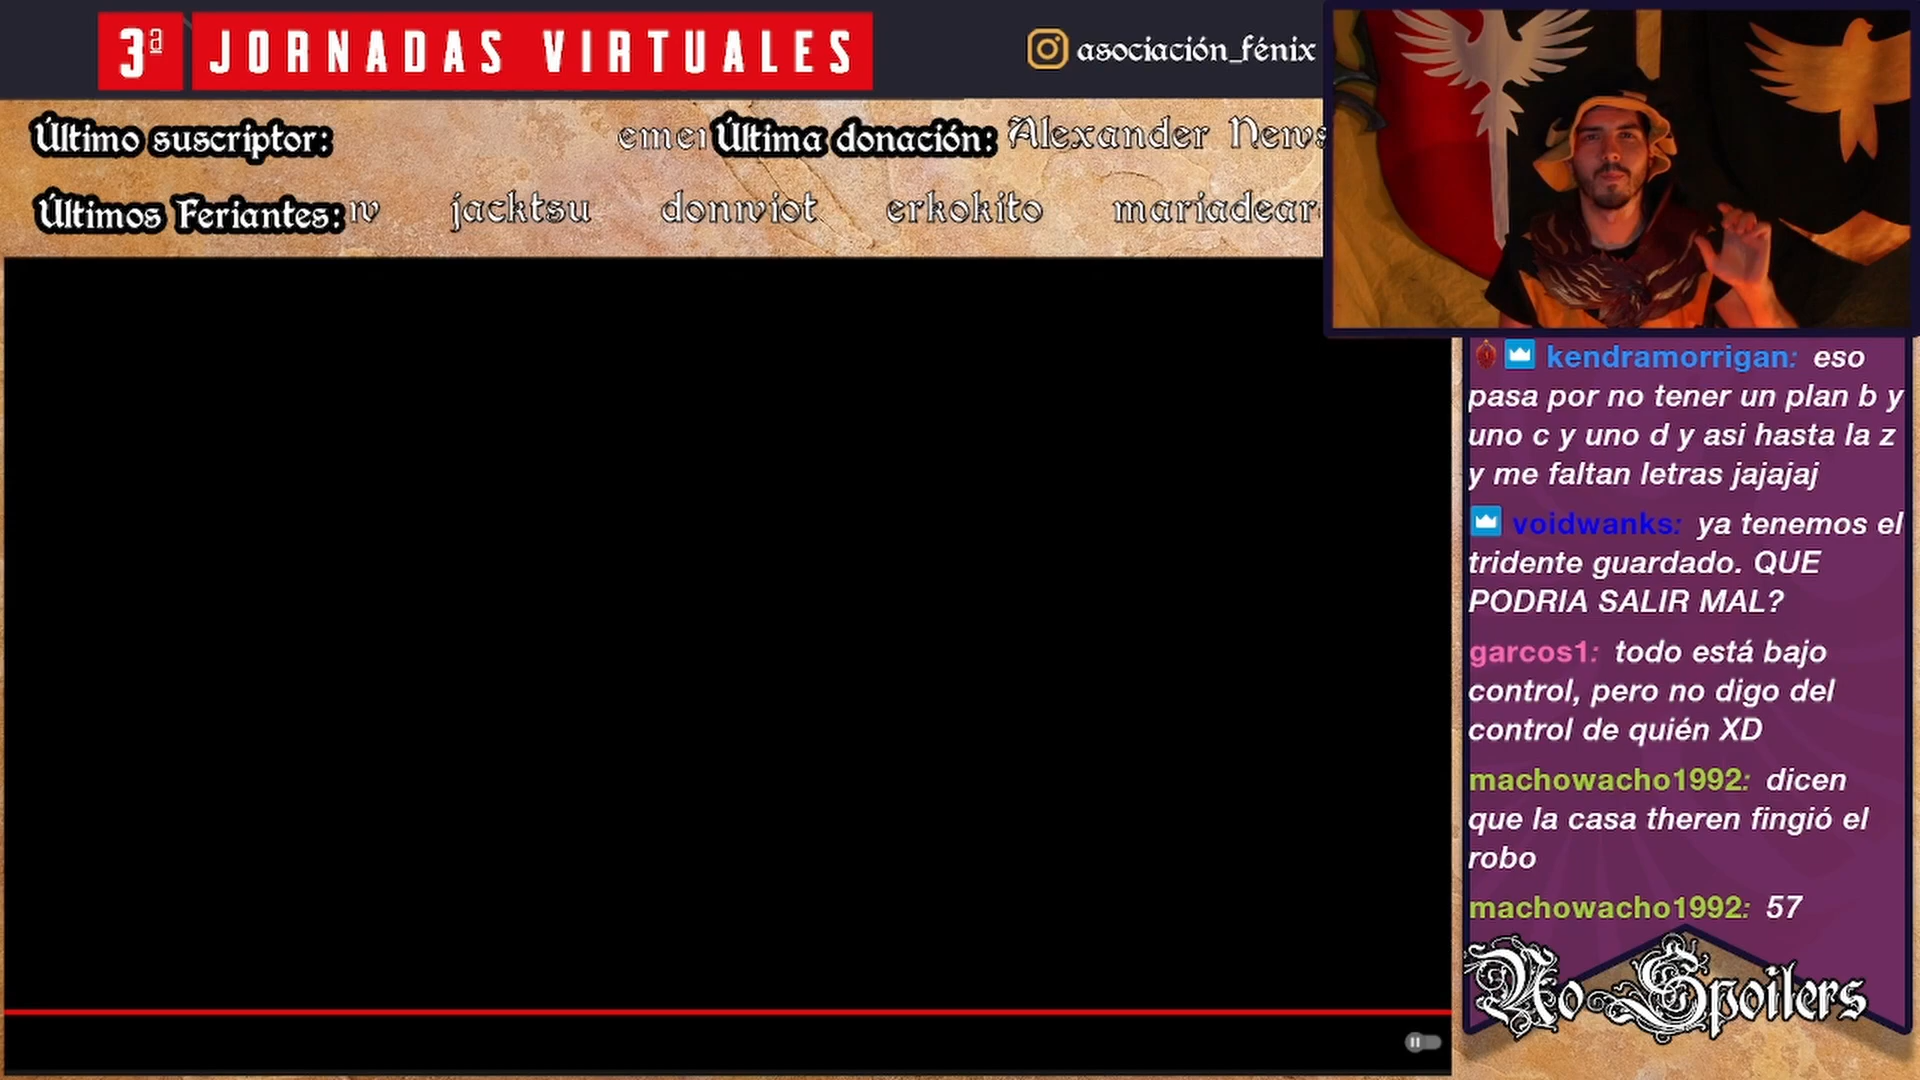 3ª JORNADAS VIRTUALES
asociación_fénix
Último suscriptor:
Última donación: Alexander
Últimos Feriantes: jacktsu donwiot erkokito
kendramorrigan: eso
pasa por no tener un plan b y
uno c y uno d y asi hasta la z
y me faltan letras jajajaj
voidwanks: ya tenemos el
tridente guardado. QUE
PODRIA SALIR MAL?
garcos1: todo está bajo
control, pero no digo del
control de quién XD
machowacho1992: dicen
que la casa theren fingió el
robo
machowacho1992: 57
No Spoilers